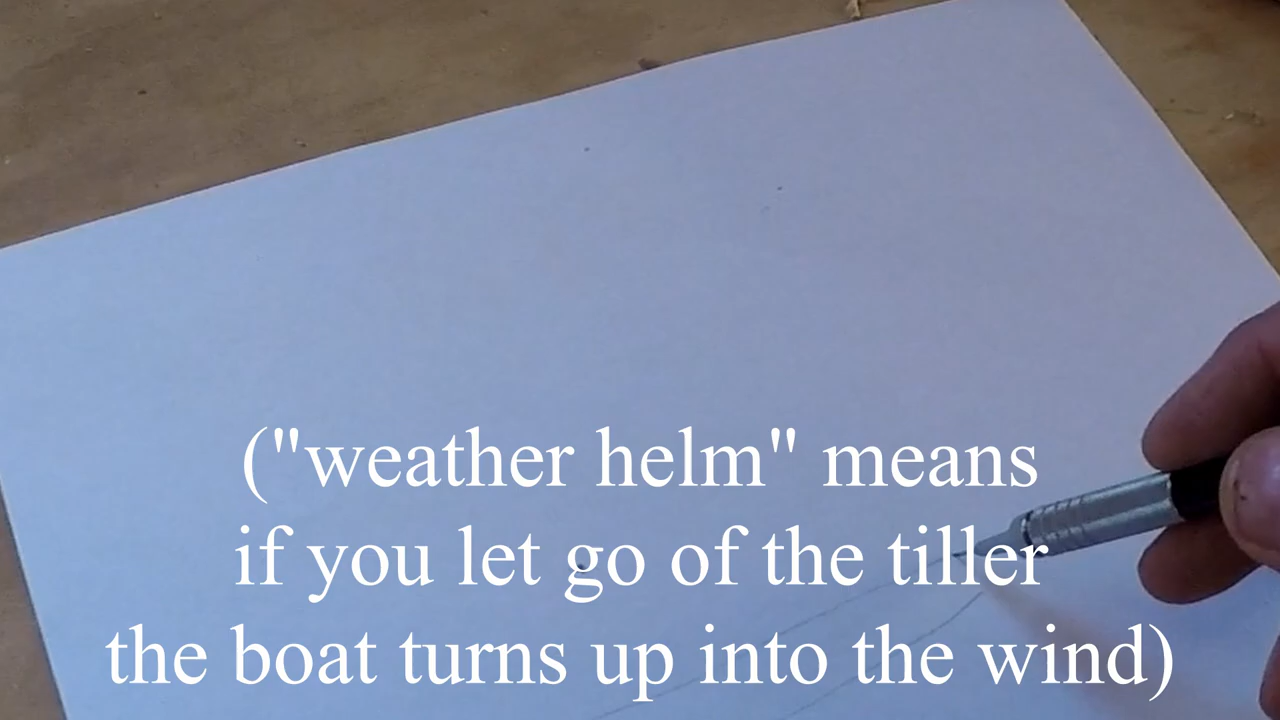 ("weather helm" means
if you let go of the tiller
the boat turns up into the wind)